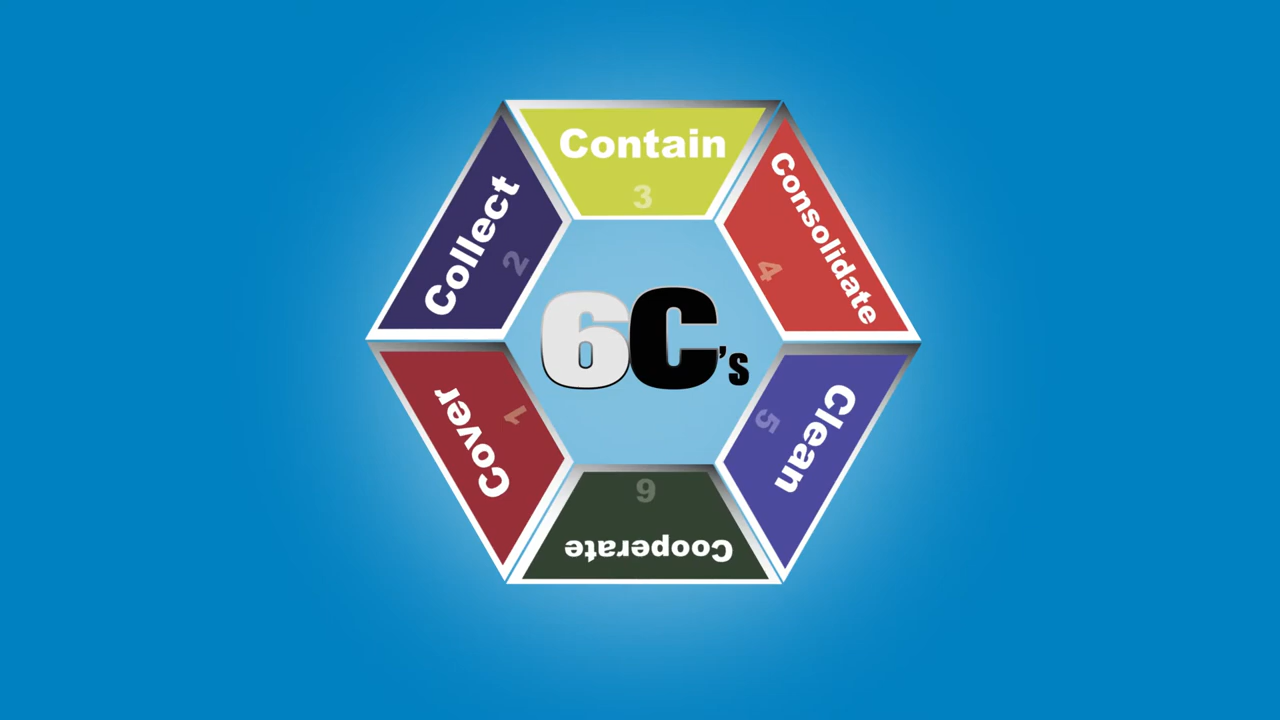 Contain
3
Consolidate
4
Clean
5
Cooperate
6
Cover
1
Collect
2
6C's